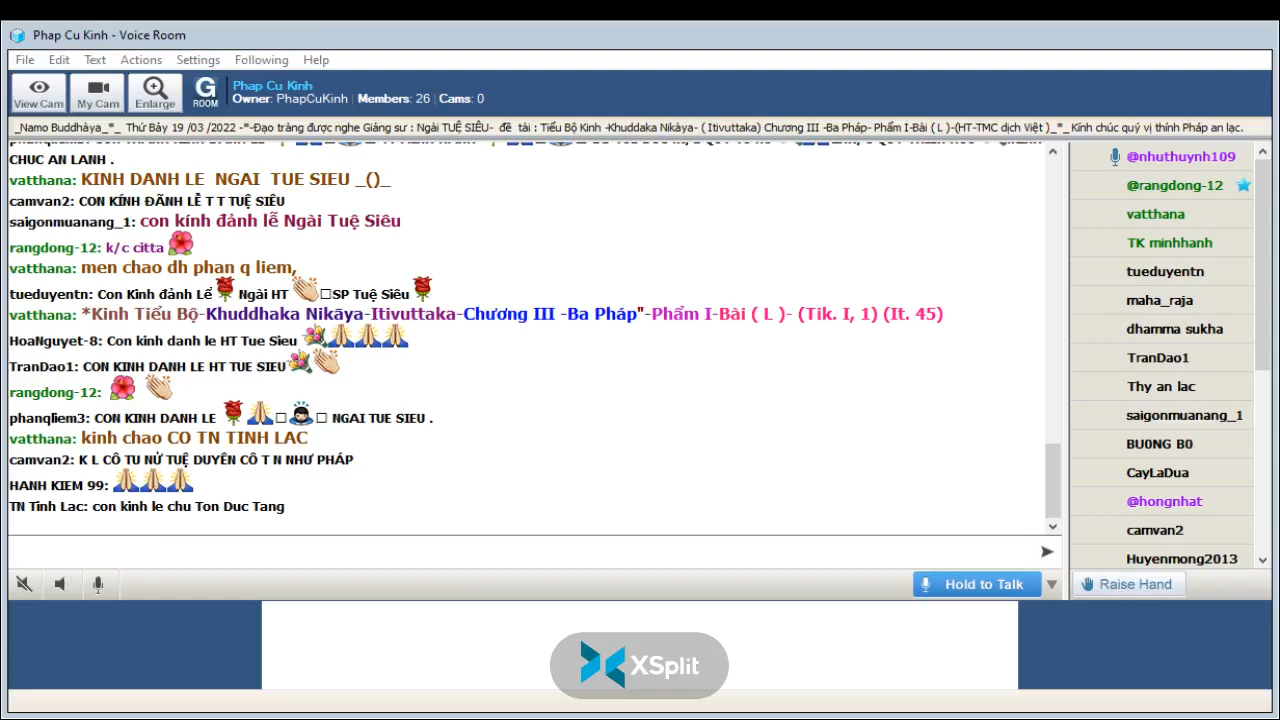 Phap Cu Kinh - Voice Room
File Edit Text Actions Settings Following Help
View Cam
My Cam
Enlarge
G ROOM
Phap Cu Kinh
Owner: PhapCuKinh | Members: 26 | Cams: 0
_Namo Buddhàya_*_ Thứ Bảy 19 /03 /2022 -*-Đạo tràng được nghe Giảng sư : Ngài TUỆ SIÊU- đề tài : Tiểu Bộ Kinh -Khuddaka Nikàya- ( Itivuttaka) Chương III -Ba Pháp- Phẩm I-Bài ( L )-(HT-TMC dịch Việt )_*_ Kính chúc quý vị thính Pháp an lạc.
CHUC AN LANH .
vatthana: KINH DANH LE NGAI TUE SIEU _()_
camvan2: CON KÍNH ĐÃNH LỄ T T TUỆ SIÊU
saigonmuanang_1: con kính đảnh lễ Ngài Tuệ Siêu
rangdong-12: k/c citta
vatthana: men chao dh phan q liem,
tueduyentn: Con Kinh đảnh Lể Ngài HT SP Tuệ Siêu
vatthana: *Kinh Tiểu Bộ-Khuddhaka Nikāya-Itivuttaka-Chương III -Ba Pháp"-Phẩm I-Bài ( L )- (Tik. I, 1) (It. 45)
HoaNguyet-8: Con kinh danh le HT Tue Sieu
TranDao1: CON KINH DANH LE HT TUE SIEU
rangdong-12:
phanqliem3: CON KINH DANH LE NGAI TUE SIEU .
vatthana: kinh chao CO TN TINH LAC
camvan2: K L CÔ TU NỬ TUỆ DUYÊN CÔ T N NHƯ PHÁP
HANH KIEM 99:
TN Tinh Lac: con kinh le chu Ton Duc Tang
Hold to Talk
@nhuthuynh109
@rangdong-12
vatthana
TK minhhanh
tueduyentn
maha_raja
dhamma sukha
TranDao1
Thy an lac
saigonmuanang_1
BU0NG B0
CayLaDua
@hongnhat
camvan2
Huyenmong2013
Raise Hand
XSplit